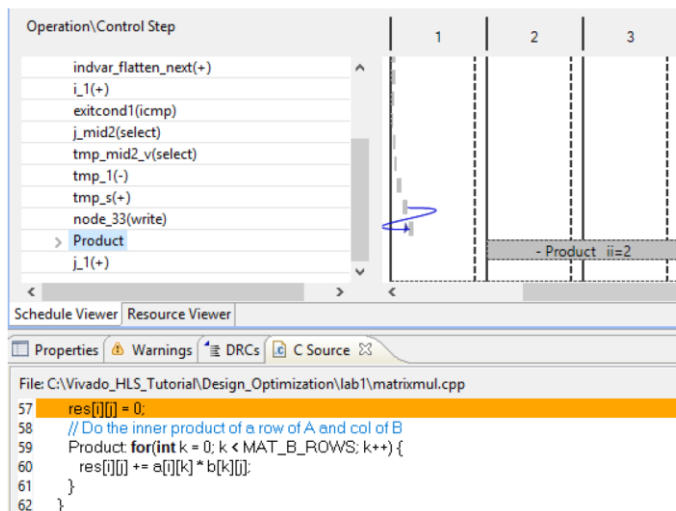 Operation\Control Step
1 2 3
indvar_flatten_next(+)
i_1(+)
exitcond1(icmp)
j_mid2(select)
tmp_mid2_v(select)
tmp_1(-)
tmp_s(+)
node_33(write)
Product
- Product ii=2
j_1(+)
Schedule Viewer Resource Viewer
Properties Warnings DRCs C Source
File: C:\Vivado_HLS_Tutorial\Design_Optimization\lab1\matrixmul.cpp
57 res[i][j] = 0;
58 // Do the inner product of a row of A and col of B
59 Product: for(int k = 0; k < MAT_B_ROWS; k++) {
60 res[i][j] += a[i][k] * b[k][j];
61 }
62 }